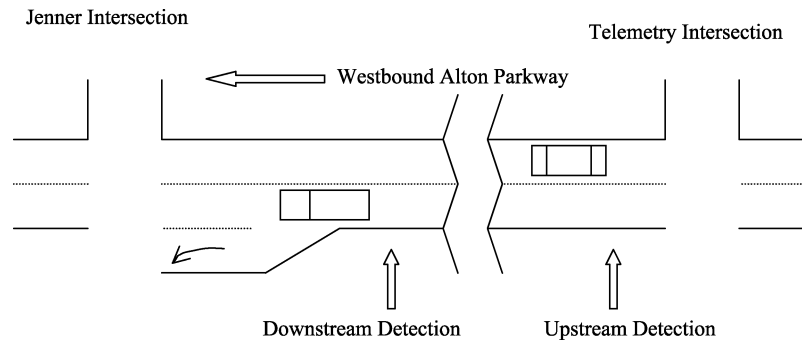 Jenner Intersection
Telemetry Intersection
Westbound Alton Parkway
Downstream Detection
Upstream Detection